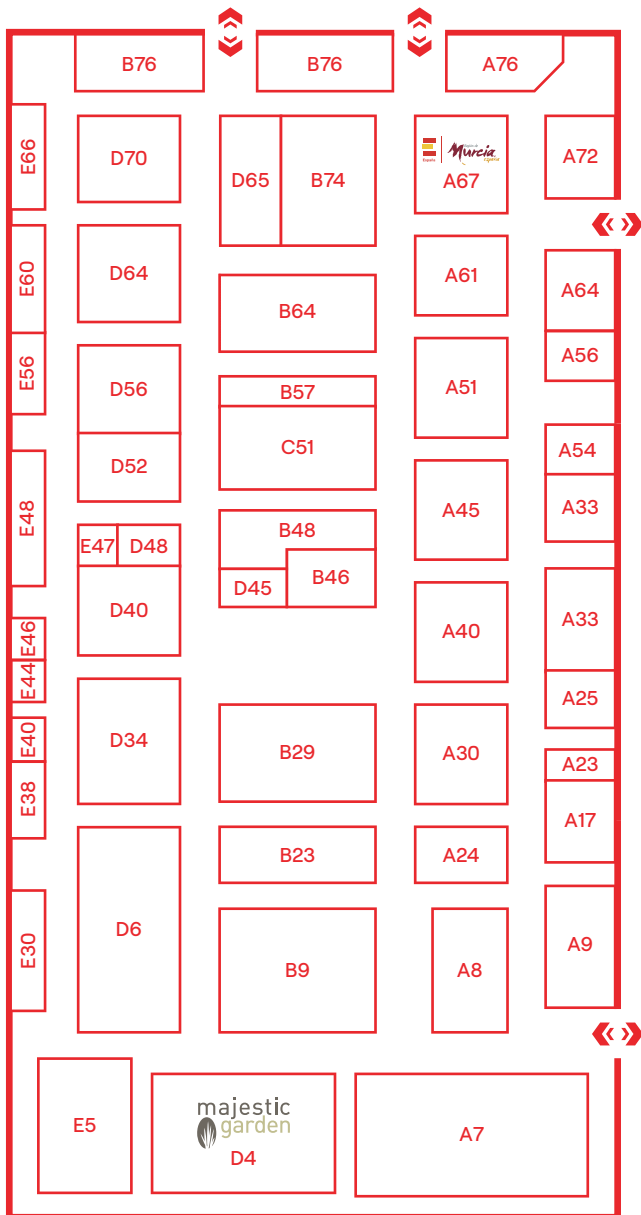 B76
B76
A76
E66
D70
D65
B74
España
Murcia
A67
A72
E60
D64
B64
A61
A64
E56
D56
B57
A51
A56
D52
C51
A54
E48
E47
D48
B48
A45
A33
D40
D45
B46
A40
A33
E46
E44
A25
E40
D34
B29
A30
A23
E38
A17
B23
A24
E30
D6
B9
A8
A9
E5
majestic
garden
D4
A7